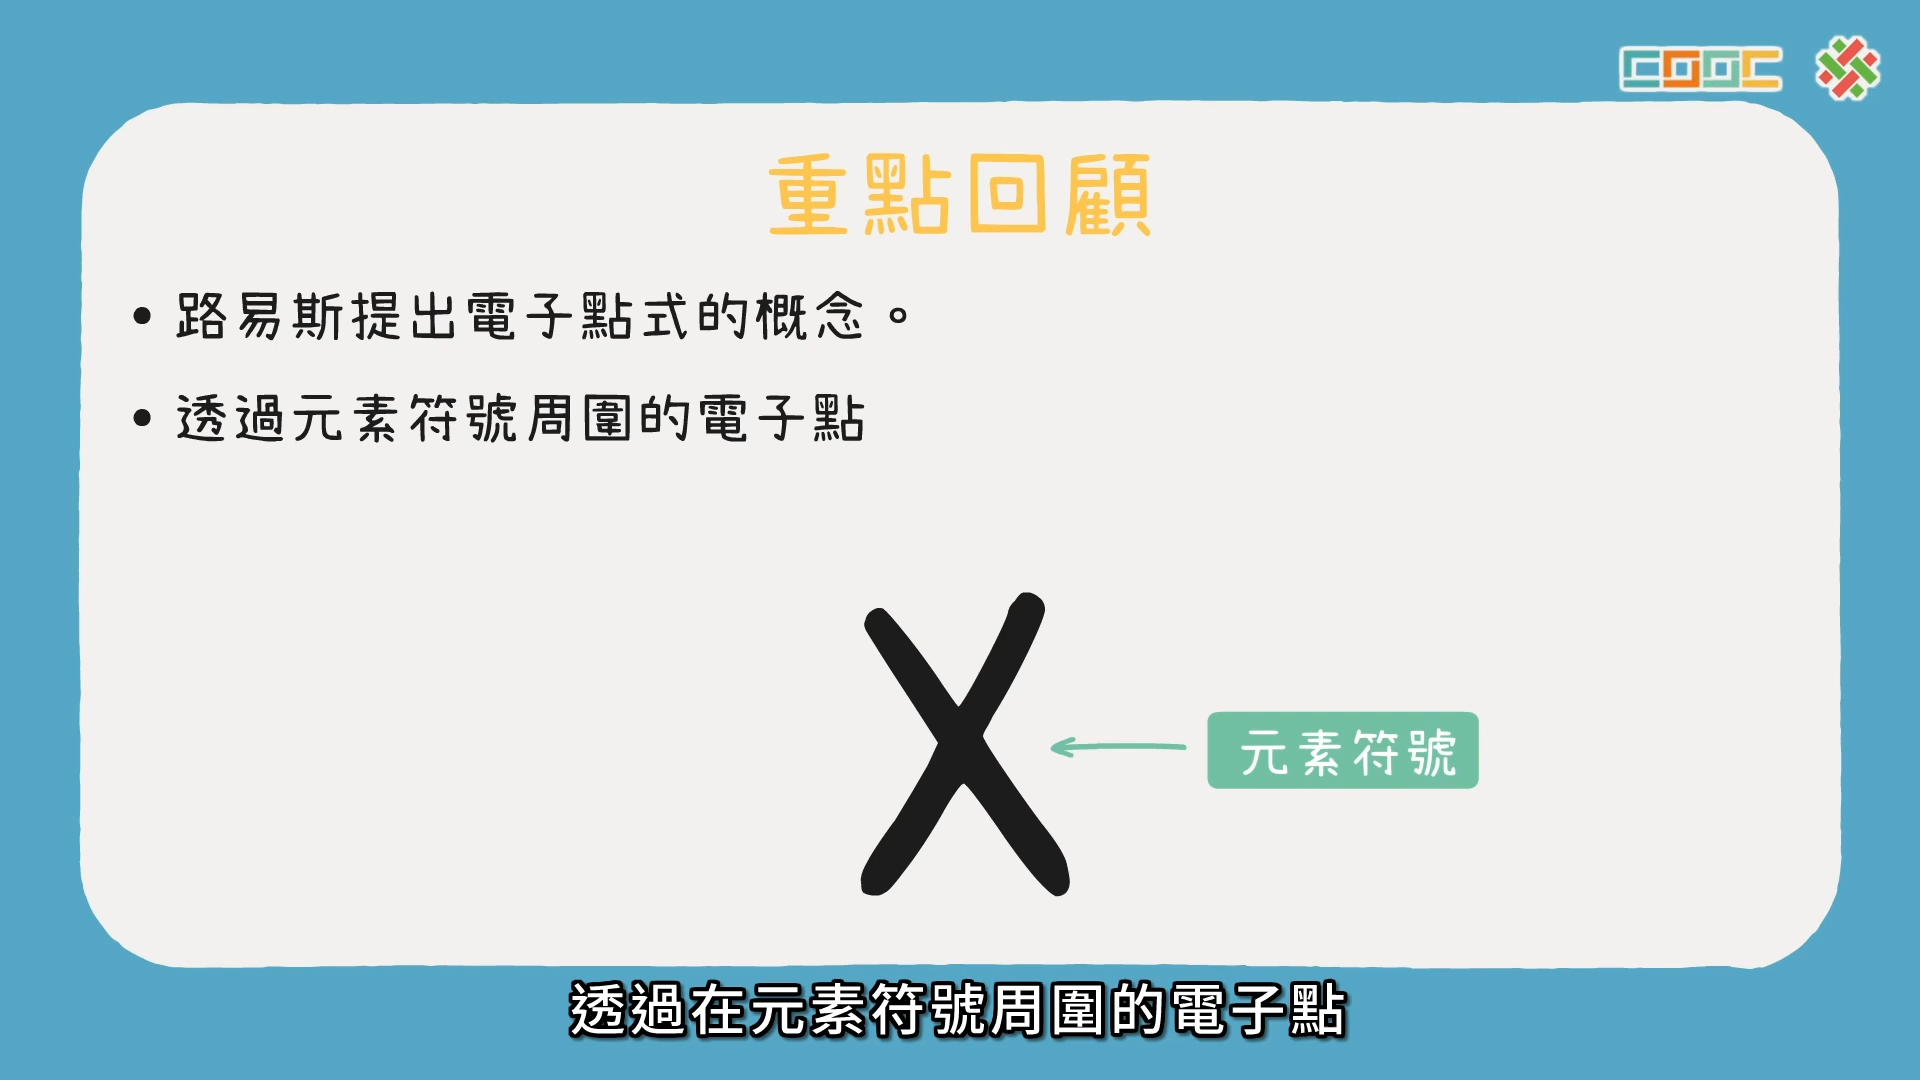 COOC
重點回顧
• 路易斯提出電子點式的概念。
• 透過元素符號周圍的電子點
X
元素符號
透過在元素符號周圍的電子點